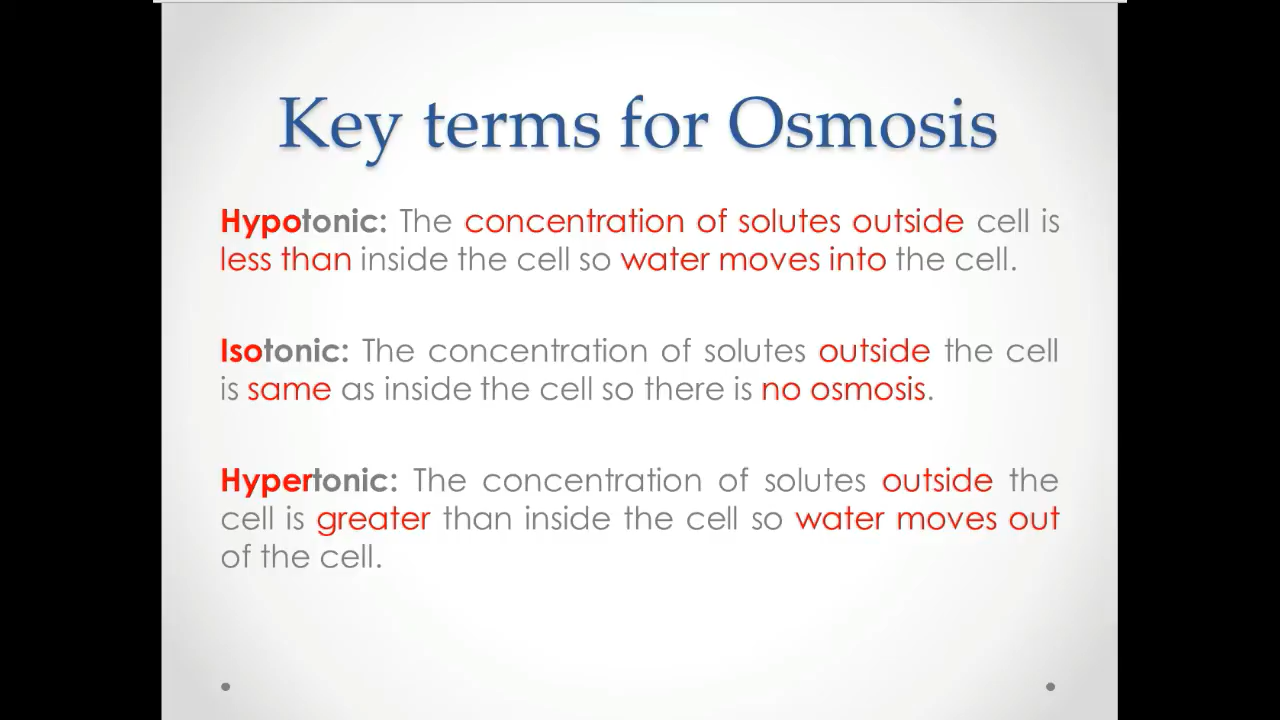 Key terms for Osmosis
Hypotonic: The concentration of solutes outside cell is
less than inside the cell so water moves into the cell.
Isotonic: The concentration of solutes outside the cell
is same as inside the cell so there is no osmosis.
Hypertonic: The concentration of solutes outside the
cell is greater than inside the cell so water moves out
of the cell.